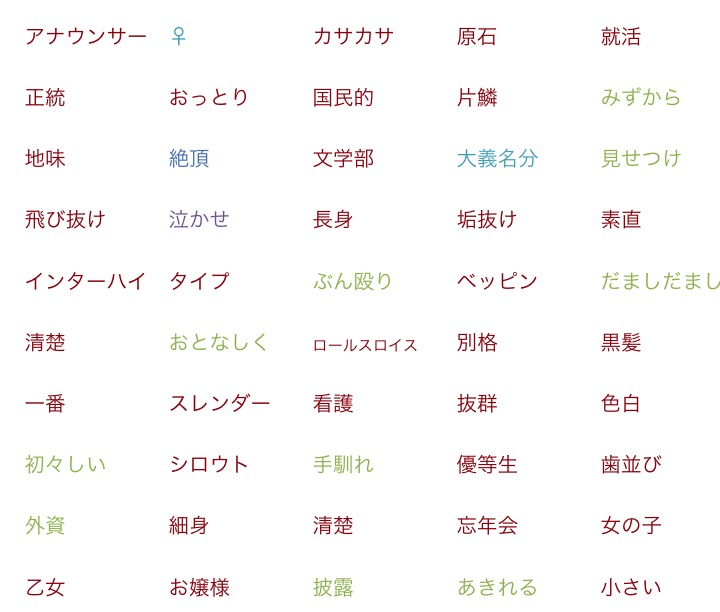 アナウンサー ♀ カサカサ 原石 就活
正統 おっとり 国民的 片鱗 みずから
地味 絶頂 文学部 大義名分 見せつけ
飛び抜け 泣かせ 長身 垢抜け 素直
インターハイ タイプ ぶん殴り ベッピン だましだまし
清楚 おとなしく ロールスロイス 別格 黒髪
一番 スレンダー 看護 抜群 色白
初々しい シロウト 手馴れ 優等生 歯並び
外資 細身 清楚 忘年会 女の子
乙女 お嬢様 披露 あきれる 小さい